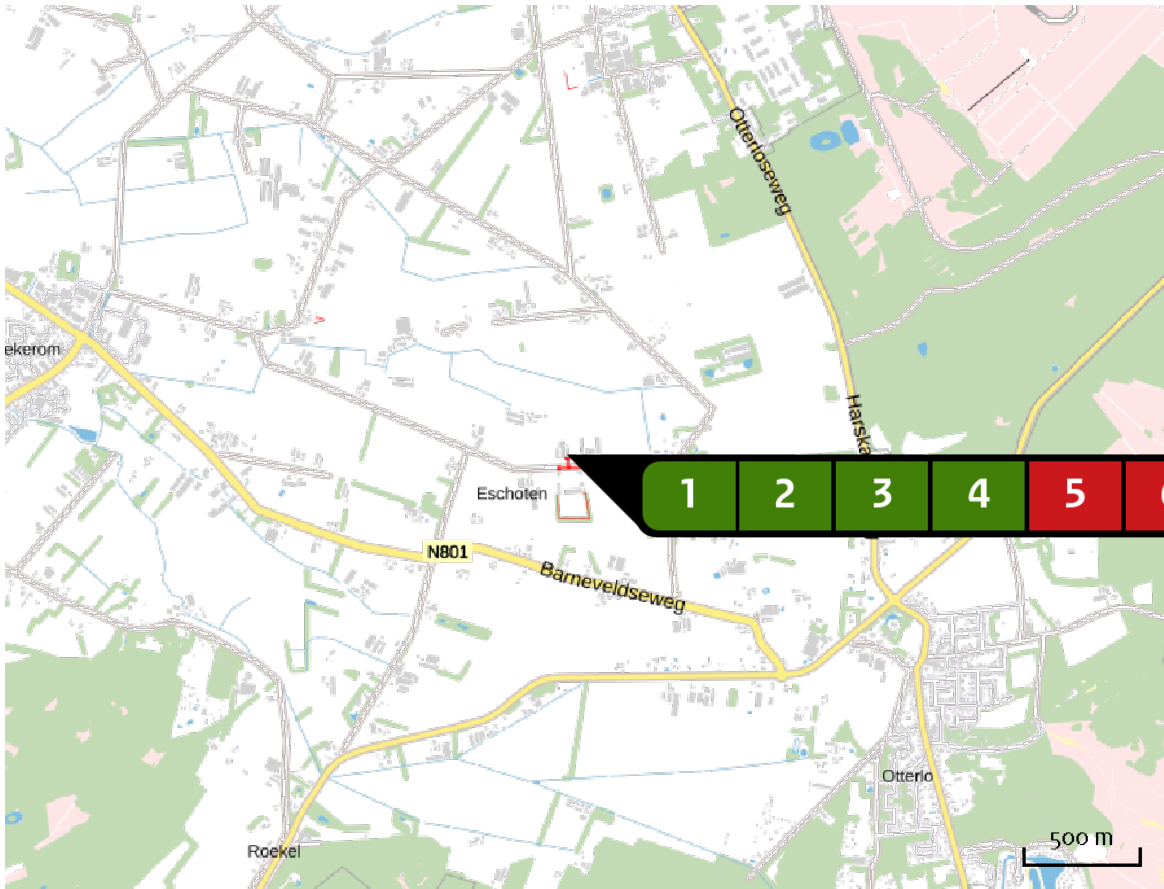 Otterloseweg
ekerom
Harska
Eschoten
1 2 3 4 5
N801
Barneveldseweg
Otterlo
500 m
Roekel